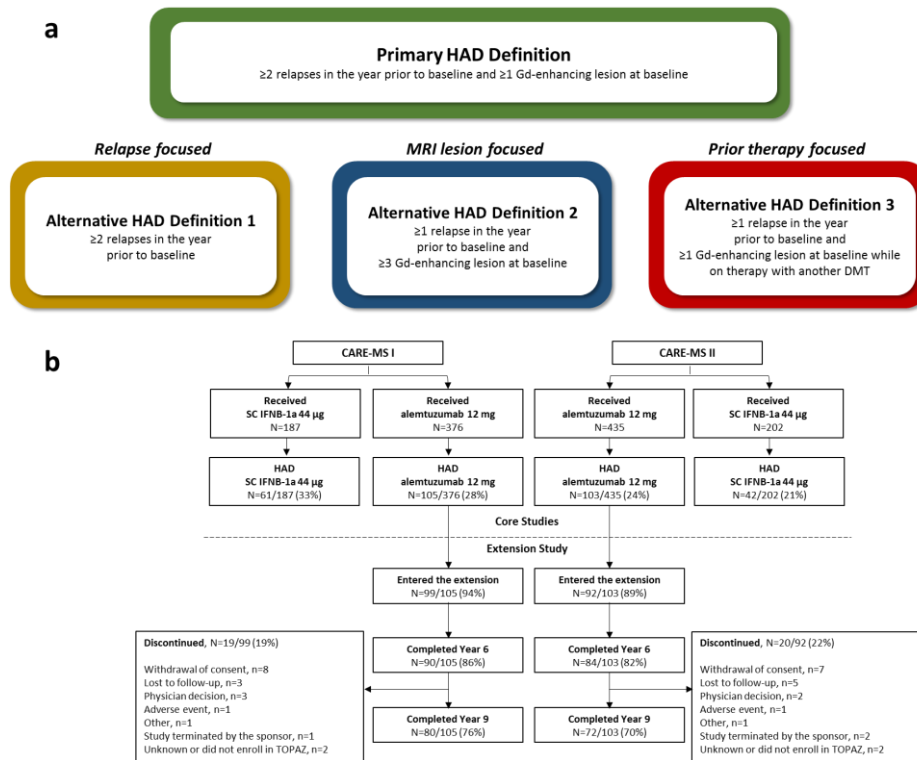 a
Primary HAD Definition
≥2 relapses in the year prior to baseline and ≥1 Gd-enhancing lesion at baseline
Relapse focused
MRI lesion focused
Prior therapy focused
Alternative HAD Definition 1
≥2 relapses in the year
prior to baseline
Alternative HAD Definition 2
≥1 relapse in the year
prior to baseline and
≥3 Gd-enhancing lesion at baseline
Alternative HAD Definition 3
≥1 relapse in the year
prior to baseline and
≥1 Gd-enhancing lesion at baseline while
on therapy with another DMT
b
CARE-MS I
CARE-MS II
Received
SC IFNB-1a 44 µg
N=187
Received
alemtuzumab 12 mg
N=376
Received
alemtuzumab 12 mg
N=435
Received
SC IFNB-1a 44 µg
N=202
HAD
SC IFNB-1a 44 µg
N=61/187 (33%)
HAD
alemtuzumab 12 mg
N=105/376 (28%)
HAD
alemtuzumab 12 mg
N=103/435 (24%)
HAD
SC IFNB-1a 44 µg
N=42/202 (21%)
Core Studies
Extension Study
Entered the extension
N=99/105 (94%)
Entered the extension
N=92/103 (89%)
Discontinued, N=19/99 (19%)
Withdrawal of consent, n=8
Lost to follow-up, n=3
Physician decision, n=3
Adverse event, n=1
Other, n=1
Study terminated by the sponsor, n=1
Unknown or did not enroll in TOPAZ, n=2
Completed Year 6
N=90/105 (86%)
Completed Year 6
N=84/103 (82%)
Discontinued, N=20/92 (22%)
Withdrawal of consent, n=7
Lost to follow-up, n=5
Physician decision, n=2
Adverse event, n=1
Other, n=1
Study terminated by the sponsor, n=2
Unknown or did not enroll in TOPAZ, n=2
Completed Year 9
N=80/105 (76%)
Completed Year 9
N=72/103 (70%)